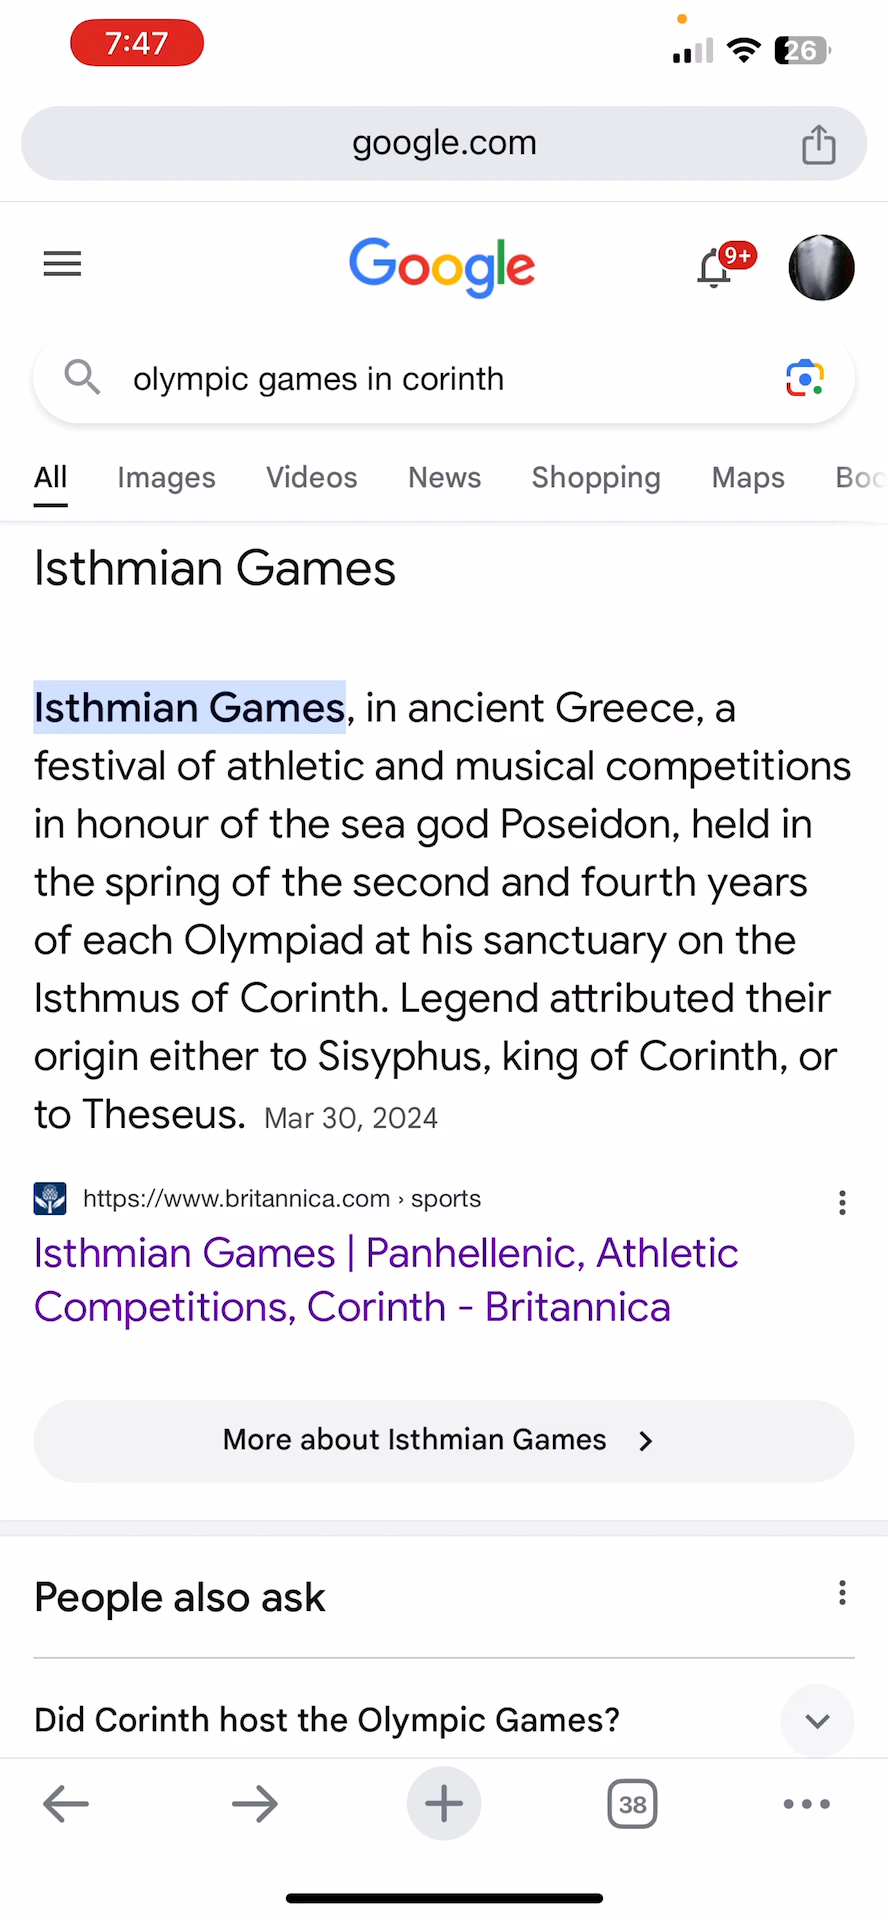 7:47
26
google.com
Google
9+
olympic games in corinth
All Images Videos News Shopping Maps
Isthmian Games
Isthmian Games, in ancient Greece, a
festival of athletic and musical competitions
in honour of the sea god Poseidon, held in
the spring of the second and fourth years
of each Olympiad at his sanctuary on the
Isthmus of Corinth. Legend attributed their
origin either to Sisyphus, king of Corinth, or
to Theseus. Mar 30, 2024
https://www.britannica.com › sports
Isthmian Games | Panhellenic, Athletic
Competitions, Corinth - Britannica
More about Isthmian Games
People also ask
Did Corinth host the Olympic Games?
38